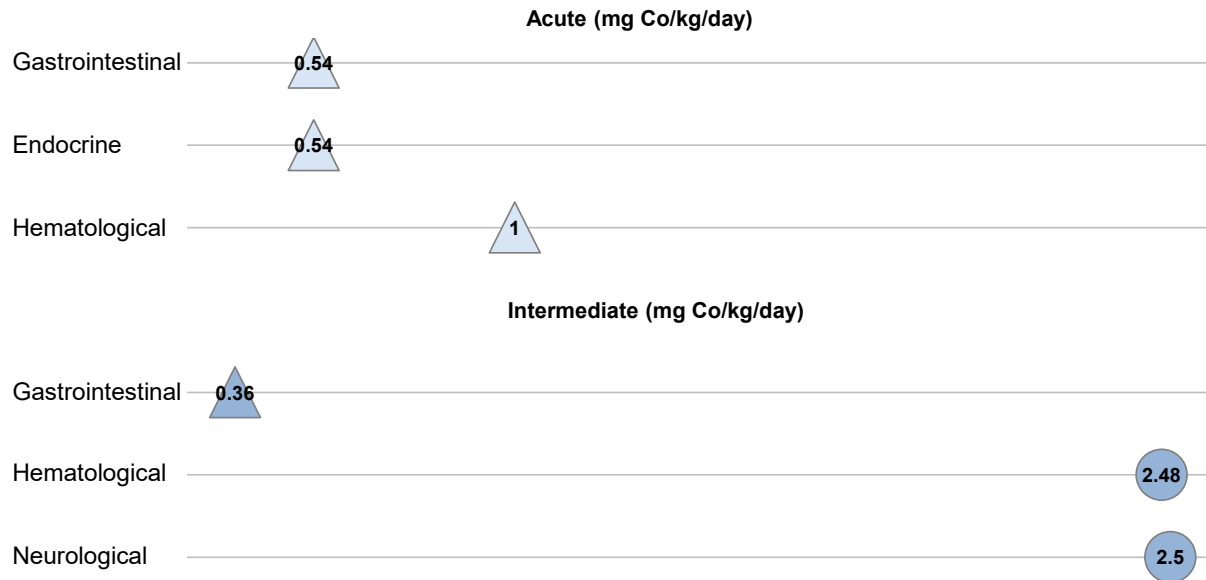 Acute (mg Co/kg/day)
Gastrointestinal 0.54
Endocrine 0.54
Hematological 1
Intermediate (mg Co/kg/day)
Gastrointestinal 0.36
Hematological 2.48
Neurological 2.5